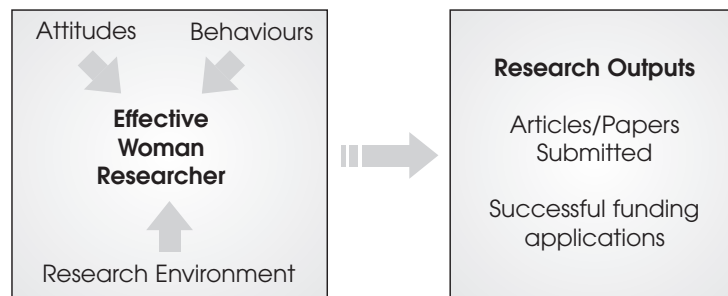 Attitudes
Behaviours
Effective
Woman
Researcher
Research Environment
Research Outputs
Articles/Papers
Submitted
Successful funding
applications